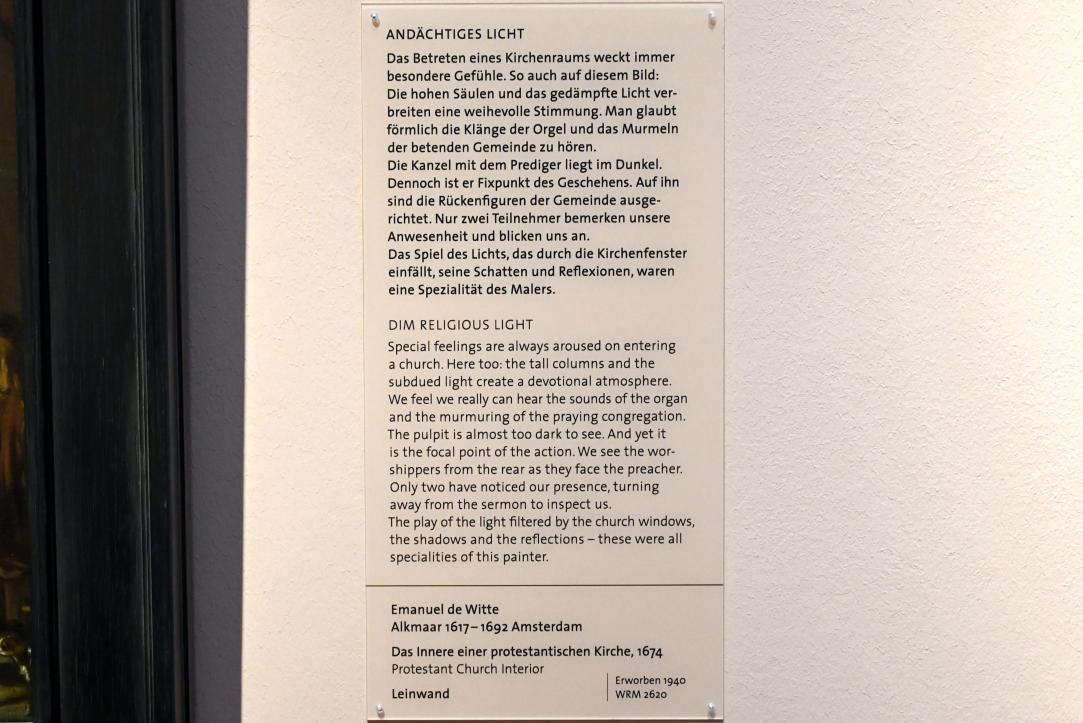 ANDÄCHTIGES LICHT
Das Betreten eines Kirchenraums weckt immer
besondere Gefühle. So auch auf diesem Bild:
Die hohen Säulen und das gedämpfte Licht ver-
breiten eine weihevolle Stimmung. Man glaubt
förmlich die Klänge der Orgel und das Murmeln
der betenden Gemeinde zu hören.
Die Kanzel mit dem Prediger liegt im Dunkel.
Dennoch ist er Fixpunkt des Geschehens. Auf ihn
sind die Rückenfiguren der Gemeinde ausge-
richtet. Nur zwei Teilnehmer bemerken unsere
Anwesenheit und blicken uns an.
Das Spiel des Lichts, das durch die Kirchenfenster
einfällt, seine Schatten und Reflexionen, waren
eine Spezialität des Malers.
DIM RELIGIOUS LIGHT
Special feelings are always aroused on entering
a church. Here too: the tall columns and the
subdued light create a devotional atmosphere.
We feel we really can hear the sounds of the organ
and the murmuring of the praying congregation.
The pulpit is almost too dark to see. And yet it
is the focal point of the action. We see the wor-
shippers from the rear as they face the preacher.
Only two have noticed our presence, turning
away from the sermon to inspect us.
The play of the light filtered by the church windows,
the shadows and the reflections – these were all
specialities of this painter.
Emanuel de Witte
Alkmaar 1617 – 1692 Amsterdam
Das Innere einer protestantischen Kirche, 1674
Protestant Church Interior
Leinwand
Erworben 1940
WRM 2620